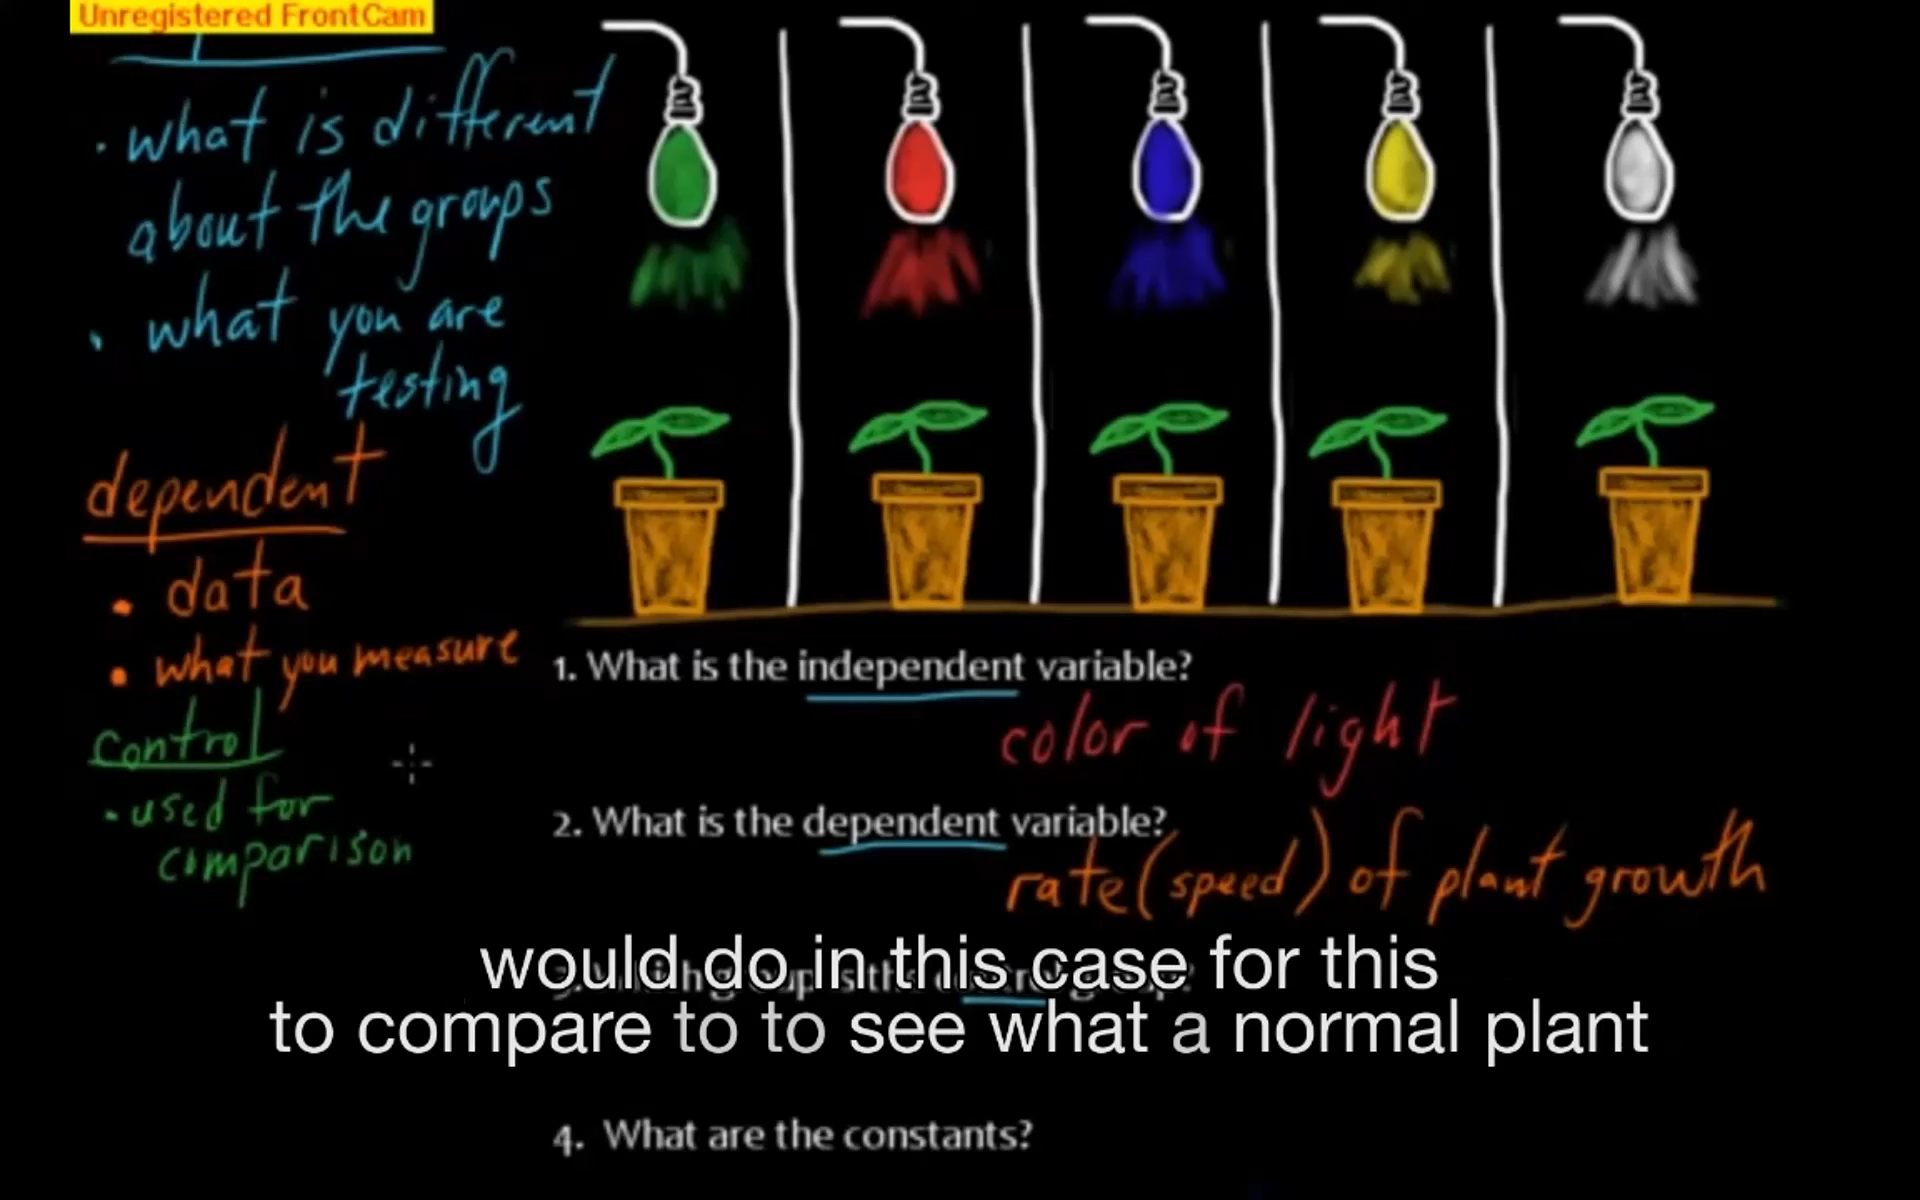 Unregistered FrontCam
• what is different
about the groups
• what you are
testing
dependent
• data
• what you measure
control
• used for
comparison
1. What is the independent variable?
color of light
2. What is the dependent variable?
rate (speed) of plant growth
would do in this case for this
to compare to to see what a normal plant
4. What are the constants?